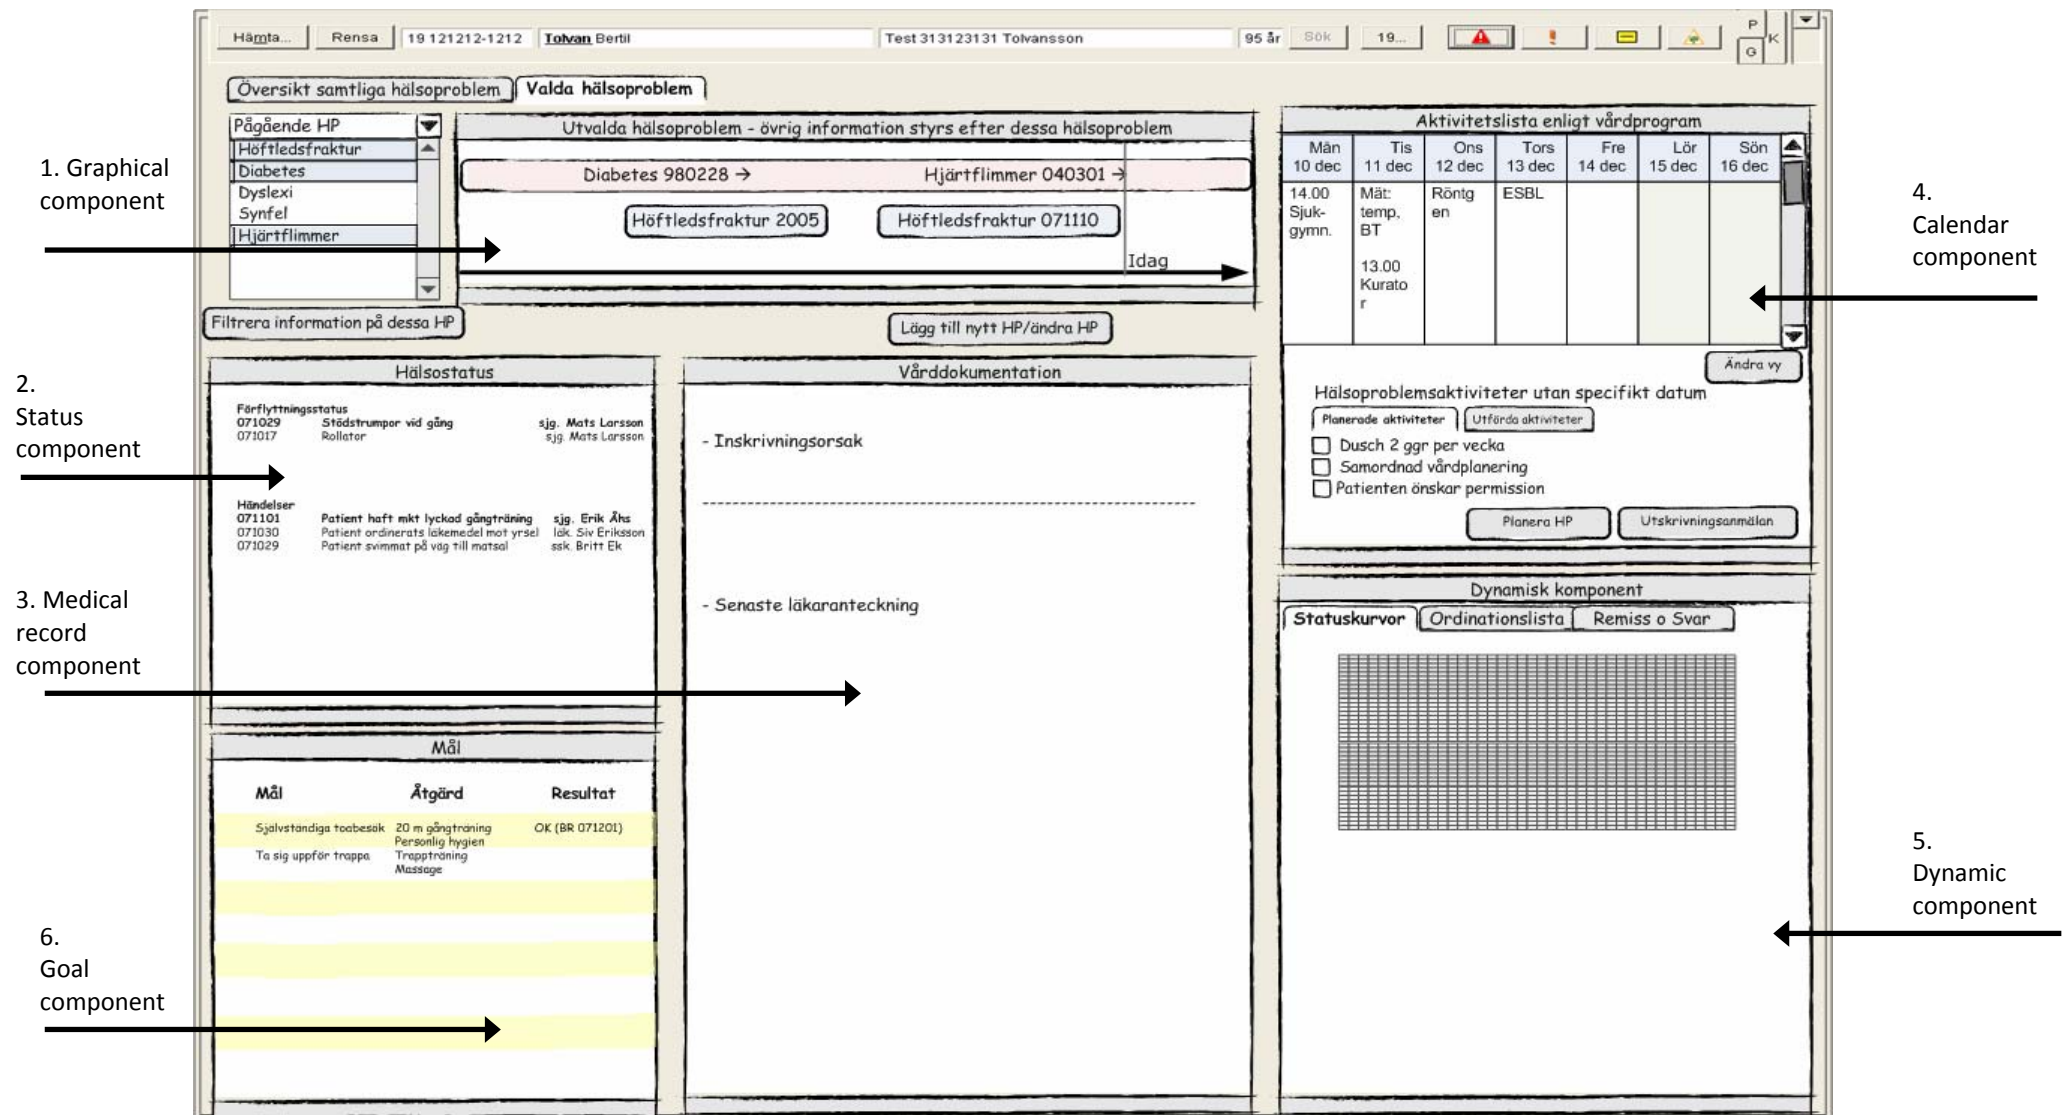 Hämta...
Rensa
19 121212-1212
Tolvan Bertil
Test 313123131 Tolvansson
95 år
Sök
19...
P
G
K
Översikt samtliga hälsoproblem
Valda hälsoproblem
Pågående HP
Höftledsfraktur
Diabetes
Dyslexi
Synfel
Hjärtflimmer
Filtrera information på dessa HP
Utvalda hälsoproblem - övrig information styrs efter dessa hälsoproblem
Diabetes 980228 →
Hjärtflimmer 040301 →
Höftledsfraktur 2005
Höftledsfraktur 071110
Idag
Lägg till nytt HP/ändra HP
1. Graphical
component
2.
Status
component
3. Medical
record
component
6.
Goal
component
Hälsostatus
Förflyttningsstatus
071029 Stödstrumpor vid gång sjg. Mats Larsson
071017 Rollator sjg. Mats Larsson
Händelser
071101 Patient haft mkt lyckad gångträning sjg. Erik Åhs
071030 Patient ordinerats läkemedel mot yrsel läk. Siv Eriksson
071029 Patient svimmat på väg till matsal ssk. Britt Ek
Mål
Mål Åtgärd Resultat
Självständiga toabesök 20 m gångträning OK (BR 071201)
Personlig hygien
Ta sig uppför trappa Trappträning
Massage
Vårddokumentation
- Inskrivningsorsak
- Senaste läkaranteckning
Aktivitetslista enligt vårdprogram
Mån Tis Ons Tors Fre Lör Sön
10 dec 11 dec 12 dec 13 dec 14 dec 15 dec 16 dec
14.00
Sjuk-
gymn.
Mät:
temp,
BT
13.00
Kurato
r
Röntg
en
ESBL
Ändra vy
Hälsoproblemsaktiviteter utan specifikt datum
Planerade aktiviteter
Utförda aktiviteter
Dusch 2 ggr per vecka
Samordnad vårdplanering
Patienten önskar permission
Planera HP
Utskrivningsanmälan
Dynamisk komponent
Statuskurvor
Ordinationslista
Remiss o Svar
4.
Calendar
component
5.
Dynamic
component